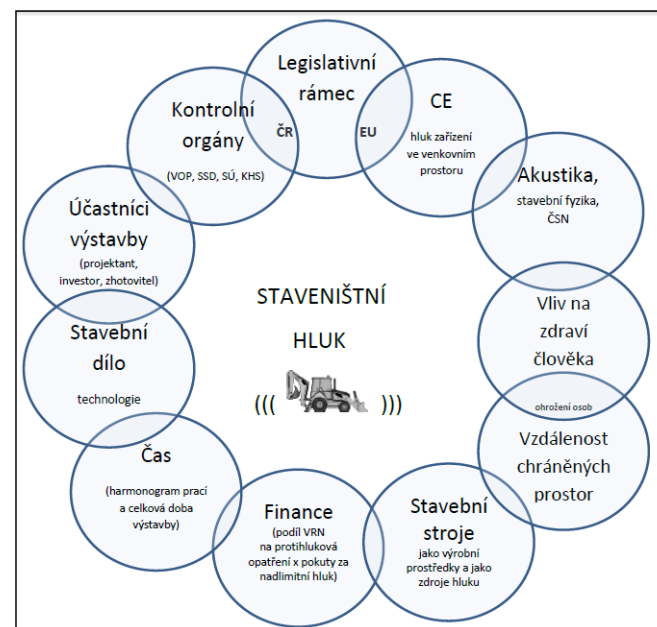 Legislativní
rámec
ČR
EU
CE
hluk zařízení
ve venkovním
prostoru
Akustika,
stavební fyzika,
ČSN
Vliv na
zdraví
člověka
ohrožení osob
Vzdálenost
chráněných
prostor
Stavební
stroje
jako výrobní
prostředky a jako
zdroje hluku
Finance
(podíl VRN
na protihluková
opatření x pokuty za
nadlimitní hluk)
Čas
(harmonogram prací
a celková doba
výstavby)
Stavební
dílo
technologie
Účastníci
výstavby
(projektant,
investor, zhotovitel)
Kontrolní
orgány
(VOP, SSD, SÚ, KHS)
STAVENIŠTNÍ
HLUK
((( )))